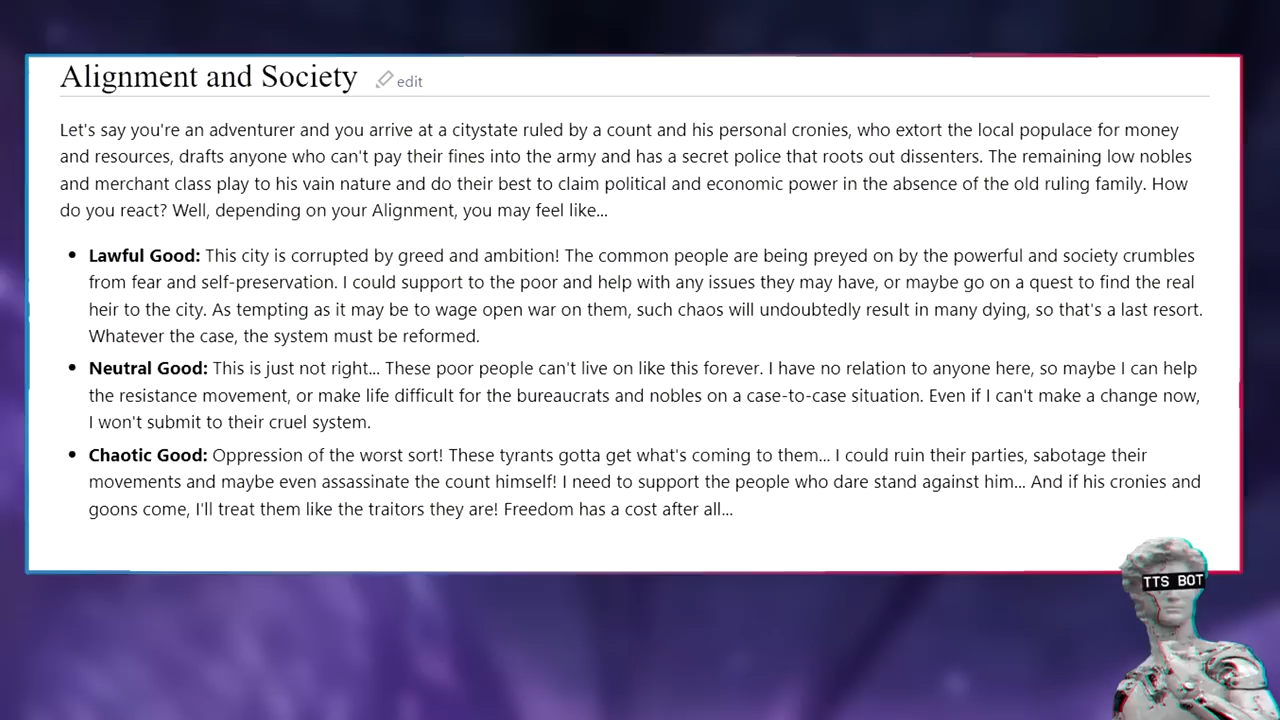 Alignment and Society edit
Let's say you're an adventurer and you arrive at a citystate ruled by a count and his personal cronies, who extort the local populace for money
and resources, drafts anyone who can't pay their fines into the army and has a secret police that roots out dissenters. The remaining low nobles
and merchant class play to his vain nature and do their best to claim political and economic power in the absence of the old ruling family. How
do you react? Well, depending on your Alignment, you may feel like...
• Lawful Good: This city is corrupted by greed and ambition! The common people are being preyed on by the powerful and society crumbles
from fear and self-preservation. I could support to the poor and help with any issues they may have, or maybe go on a quest to find the real
heir to the city. As tempting as it may be to wage open war on them, such chaos will undoubtedly result in many dying, so that's a last resort.
Whatever the case, the system must be reformed.
• Neutral Good: This is just not right... These poor people can't live on like this forever. I have no relation to anyone here, so maybe I can help
the resistance movement, or make life difficult for the bureaucrats and nobles on a case-to-case situation. Even if I can't make a change now,
I won't submit to their cruel system.
• Chaotic Good: Oppression of the worst sort! These tyrants gotta get what's coming to them... I could ruin their parties, sabotage their
movements and maybe even assassinate the count himself! I need to support the people who dare stand against him... And if his cronies and
goons come, I'll treat them like the traitors they are! Freedom has a cost after all...
TTS BOT